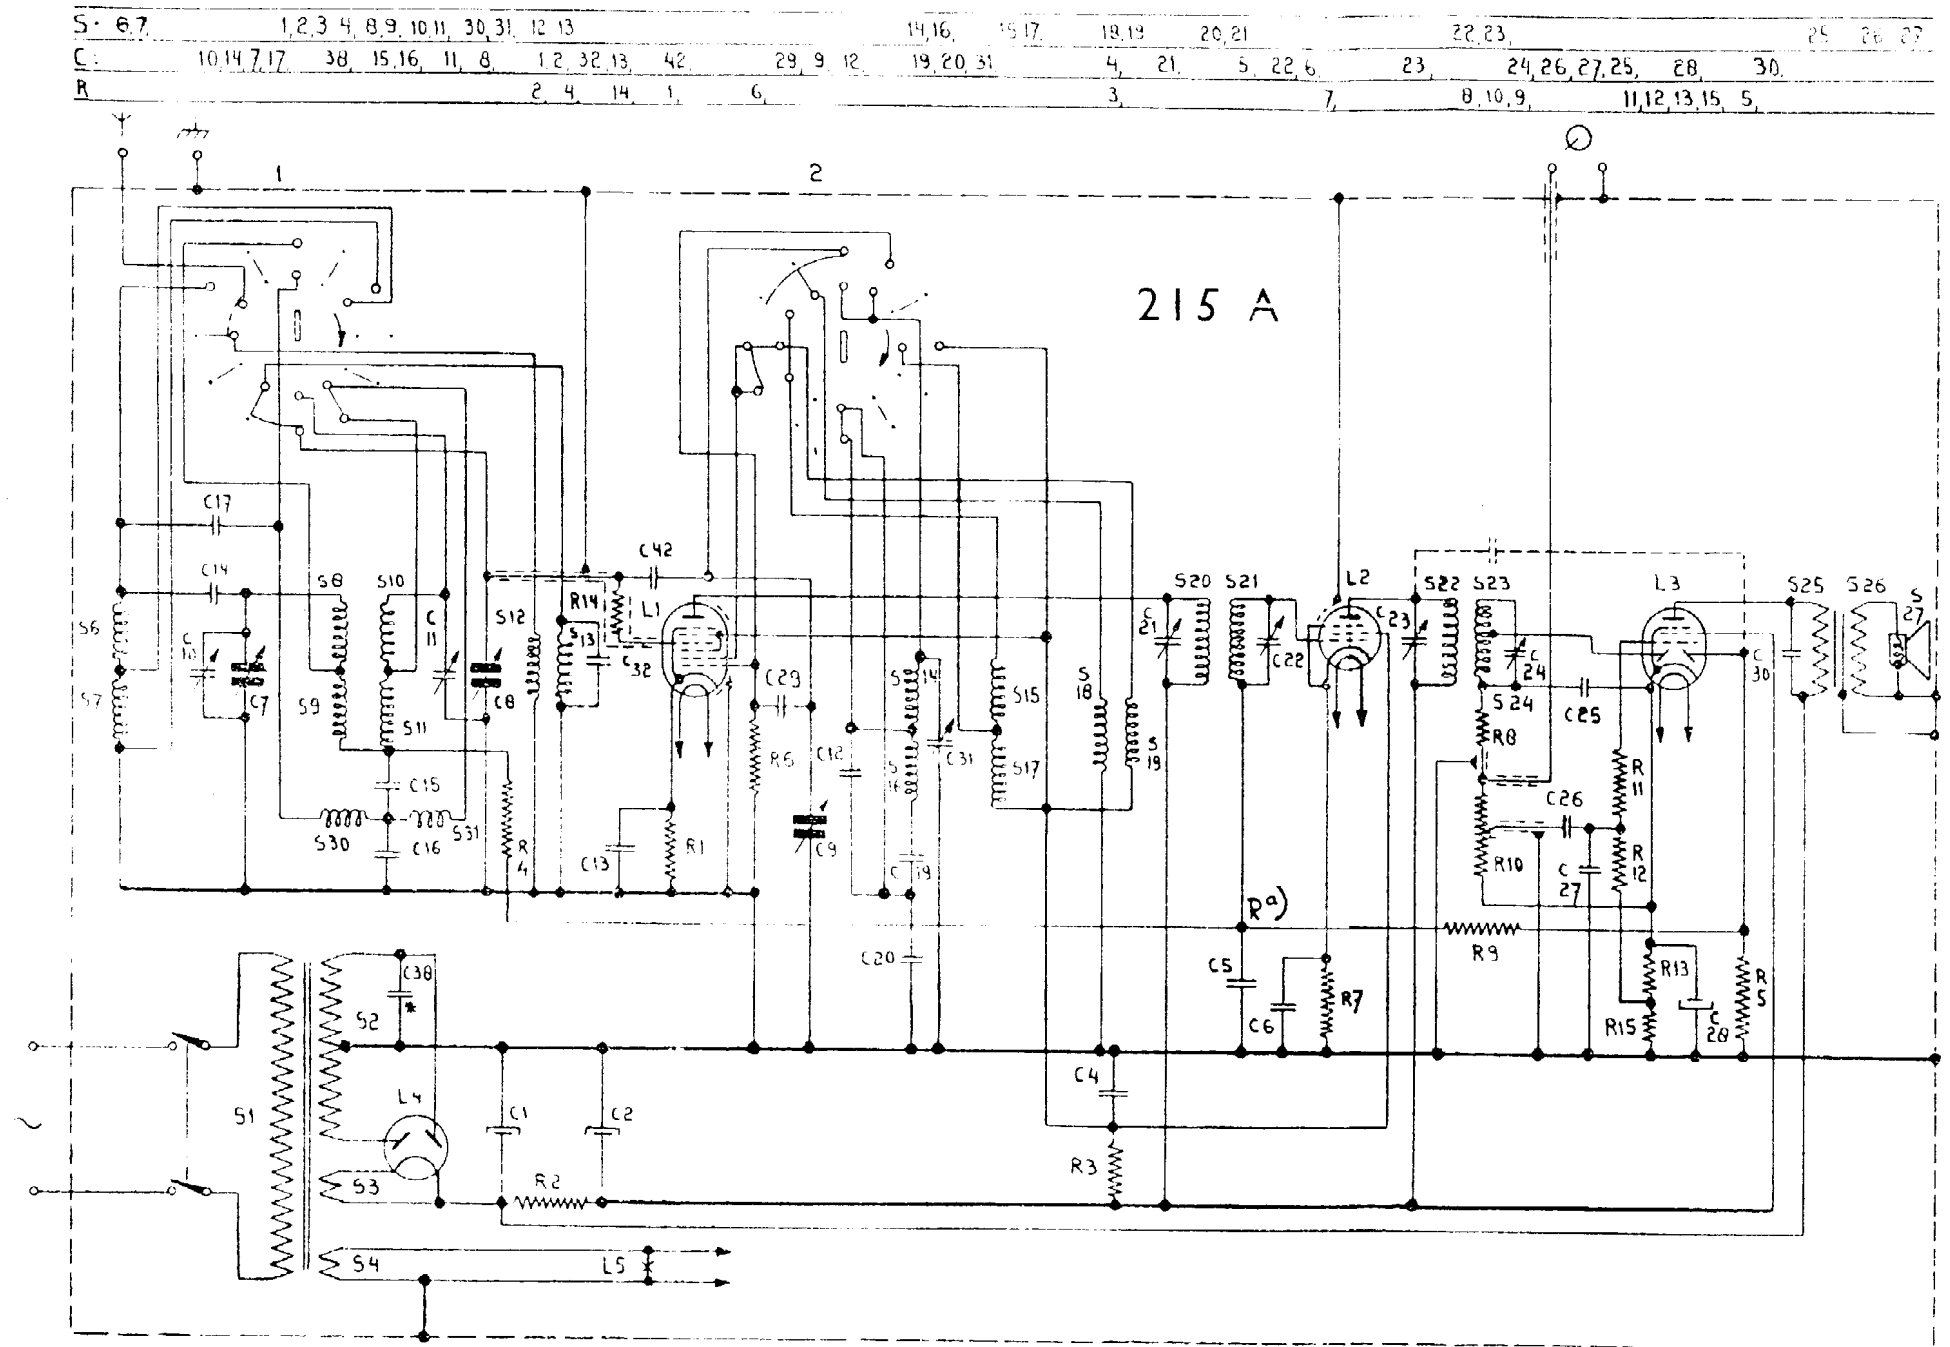 S· 6.7. 1,2,3 4, 8,9, 10,11, 30,31, 12 13 14,16, 15 17. 18,19 20,21 22,23, 25 26 27
C: 10,14,7,17. 38, 15,16, 11, 8, 1,2, 32,13, 42, 29, 9 12, 19,20,31 4, 21, 5, 22,6, 23, 24,26,27,25, 28, 30.
R 2, 4, 14, 1, 6, 3, 7, 8,10,9, 11,12,13,15, 5,
1 2
215 A
C17
C42
C14 S8 S10 S20 S21 L2 S22 S23 L3 S25 S26
S6 C10 C11 S12 R14 L1 S13 C21 C23 S27
C32 C22 C24 C30
S7 C7 S9 S11 C8 C29 S14 S15 S18 S24 C25
R6 C12 C31 S19 R8
S16 S17
C15 R11
S30 C16 S31 R4 C13 R1 C9 C26
C19 R10 C27 R12
Ra)
C38 C20 R9
* S2 C5 C6 R7 R13 R5
R15 C28
C4
S1 L4 C1 C2
~
S3 R2 R3
S4 L5